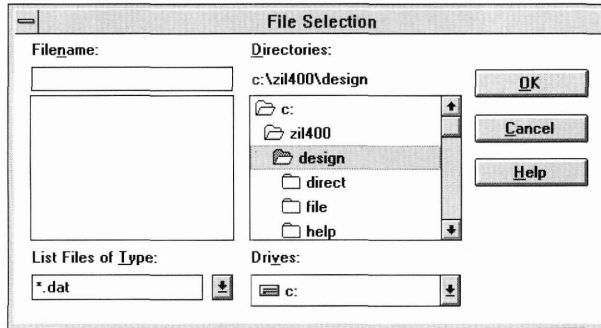 File Selection
Filename:
Directories:
c:\zil400\design
OK
c:
zil400
Cancel
design
direct
Help
file
help
List Files of Type:
Drives:
*.dat
c: